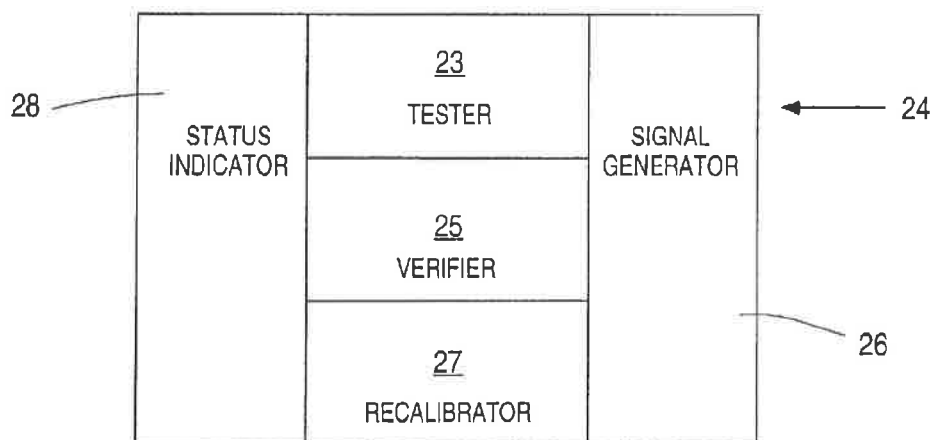 28
STATUS
INDICATOR
23
TESTER
25
VERIFIER
27
RECALIBRATOR
SIGNAL
GENERATOR
24
26